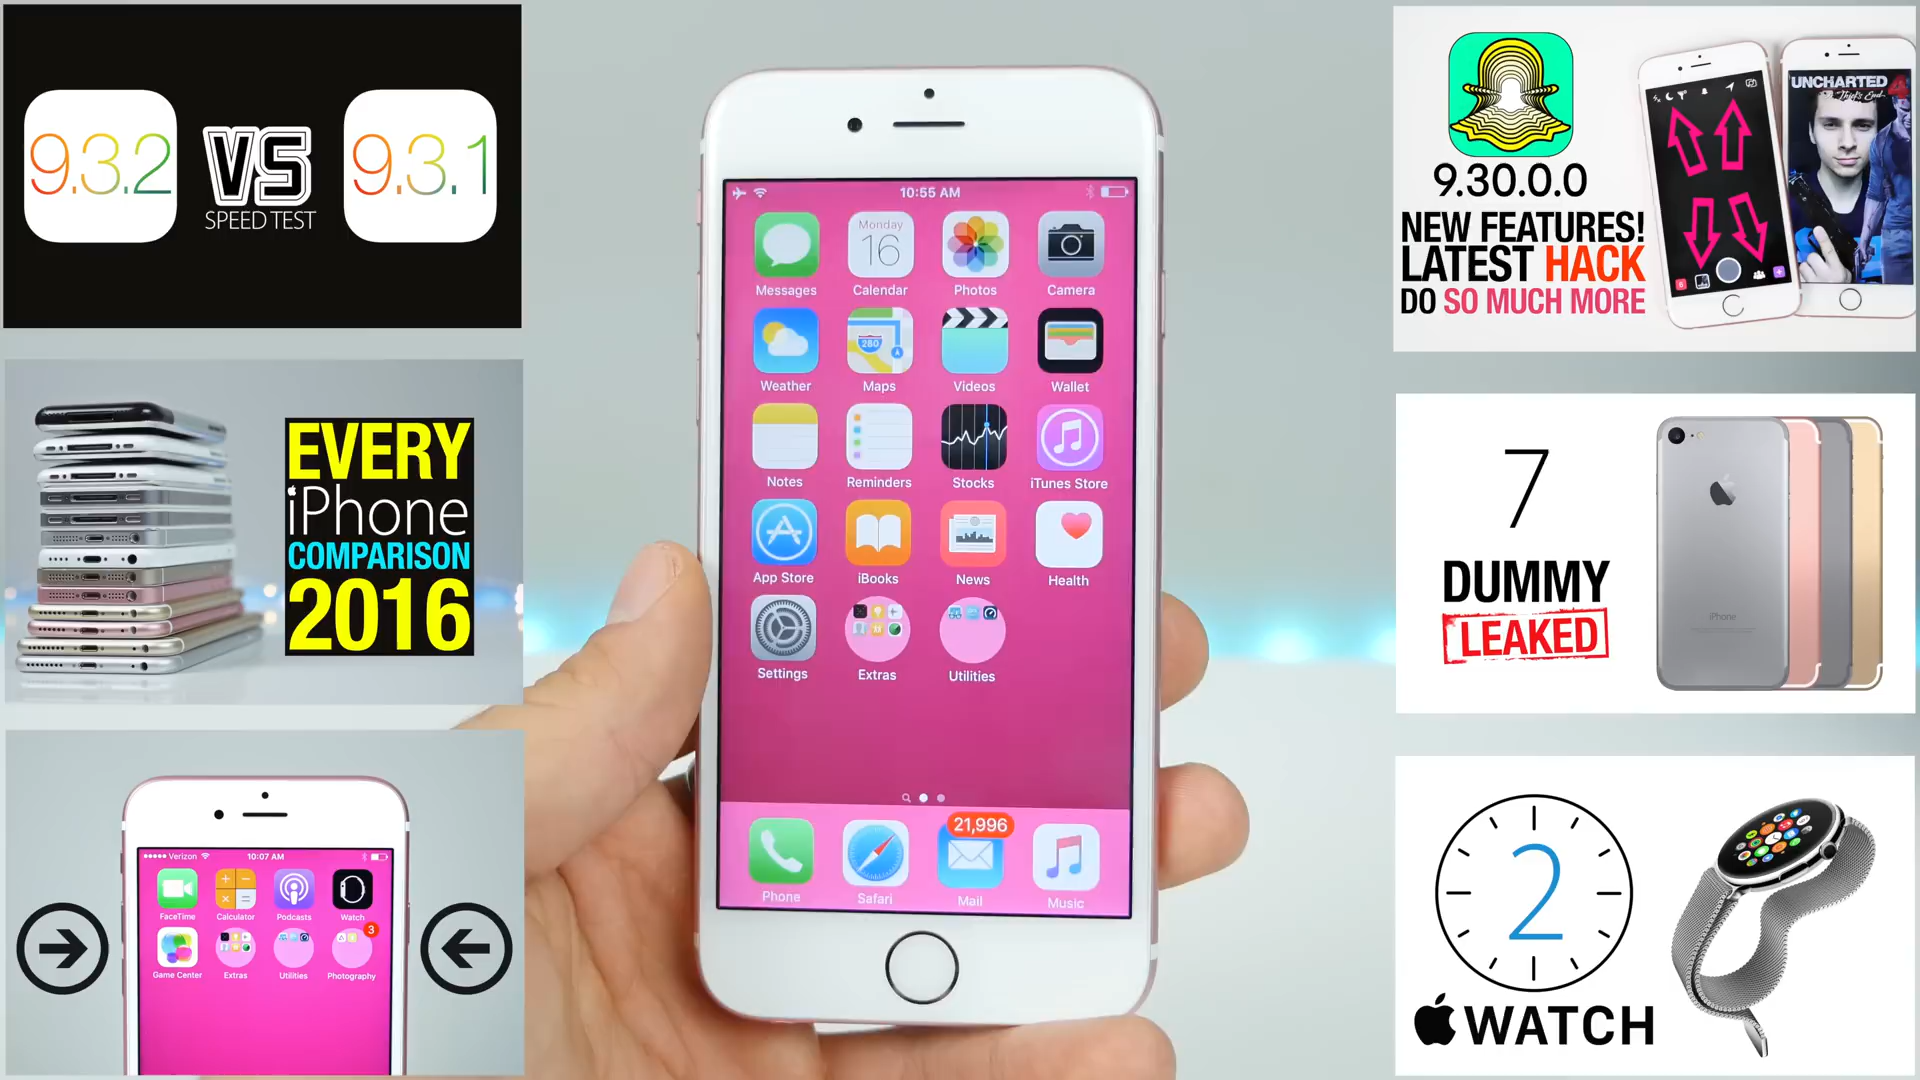 9.3.2
VS
9.3.1
SPEED TEST
EVERY
iPhone
COMPARISON
2016
Verizon
10:07 AM
FaceTime
Calculator
Podcasts
Watch
3
Game Center
Extras
Utilities
Photography
10:55 AM
Monday
16
Messages
Calendar
Photos
Camera
280
Weather
Maps
Videos
Wallet
Notes
Reminders
Stocks
iTunes Store
App Store
iBooks
News
Health
Settings
Extras
Utilities
21,996
Phone
Safari
Mail
Music
9.30.0.0
NEW FEATURES!
LATEST HACK
DO SO MUCH MORE
UNCHARTED 4
A Thief's End
8
7
DUMMY
LEAKED
iPhone
2
WATCH